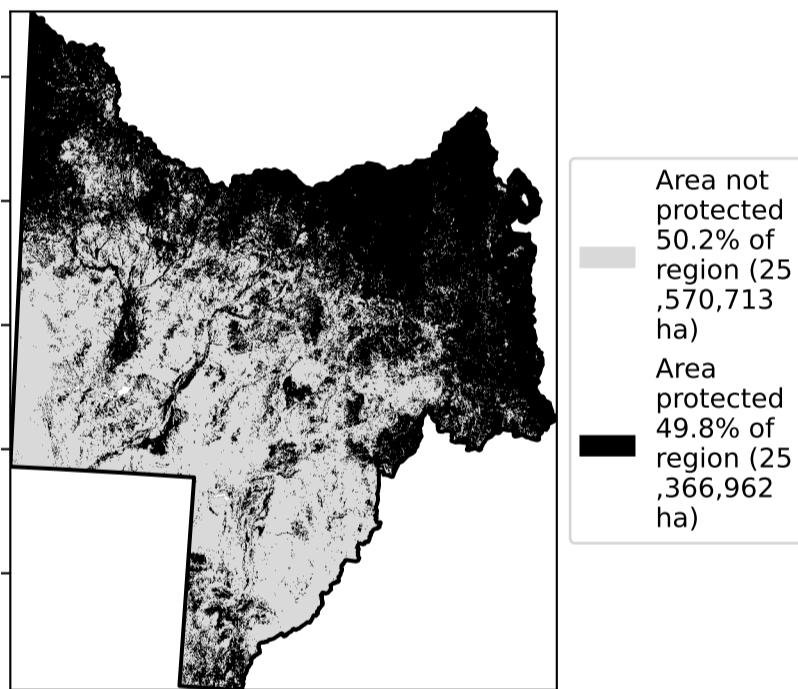 Area not
protected
50.2% of
region (25
,570,713
ha)
Area
protected
49.8% of
region (25
,366,962
ha)